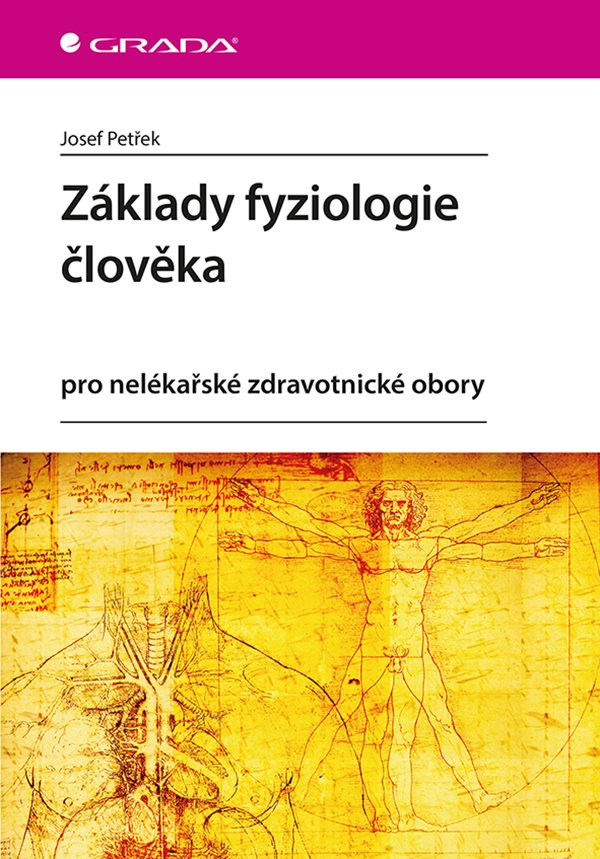 GRADA®
Josef Petřek
Základy fyziologie
člověka
pro nelékařské zdravotnické obory